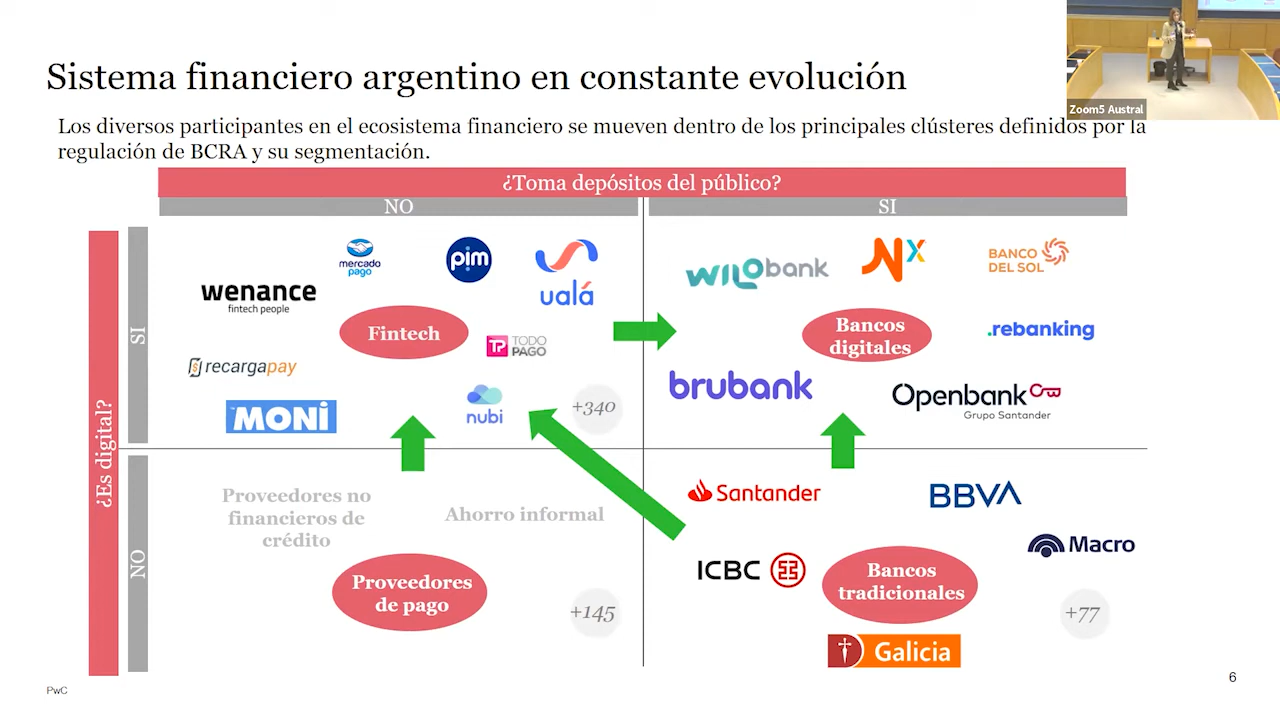 Sistema financiero argentino en constante evolución
Zoom5 Austral
Los diversos participantes en el ecosistema financiero se mueven dentro de los principales clústeres definidos por la
regulación de BCRA y su segmentación.
¿Toma depósitos del público?
NO
SI
¿Es digital?
SI
NO
mercado
pago
pim
ualá
wenance
fintech people
Fintech
TP TODO
PAGO
recargapay
MONI
nubi
+340
WILObank
NX
BANCO
DEL SOL
Bancos
digitales
.rebanking
brubank
Openbank
Grupo Santander
Proveedores no
financieros de
crédito
Ahorro informal
Proveedores
de pago
+145
Santander
BBVA
Macro
ICBC
Bancos
tradicionales
+77
Galicia
PwC
6